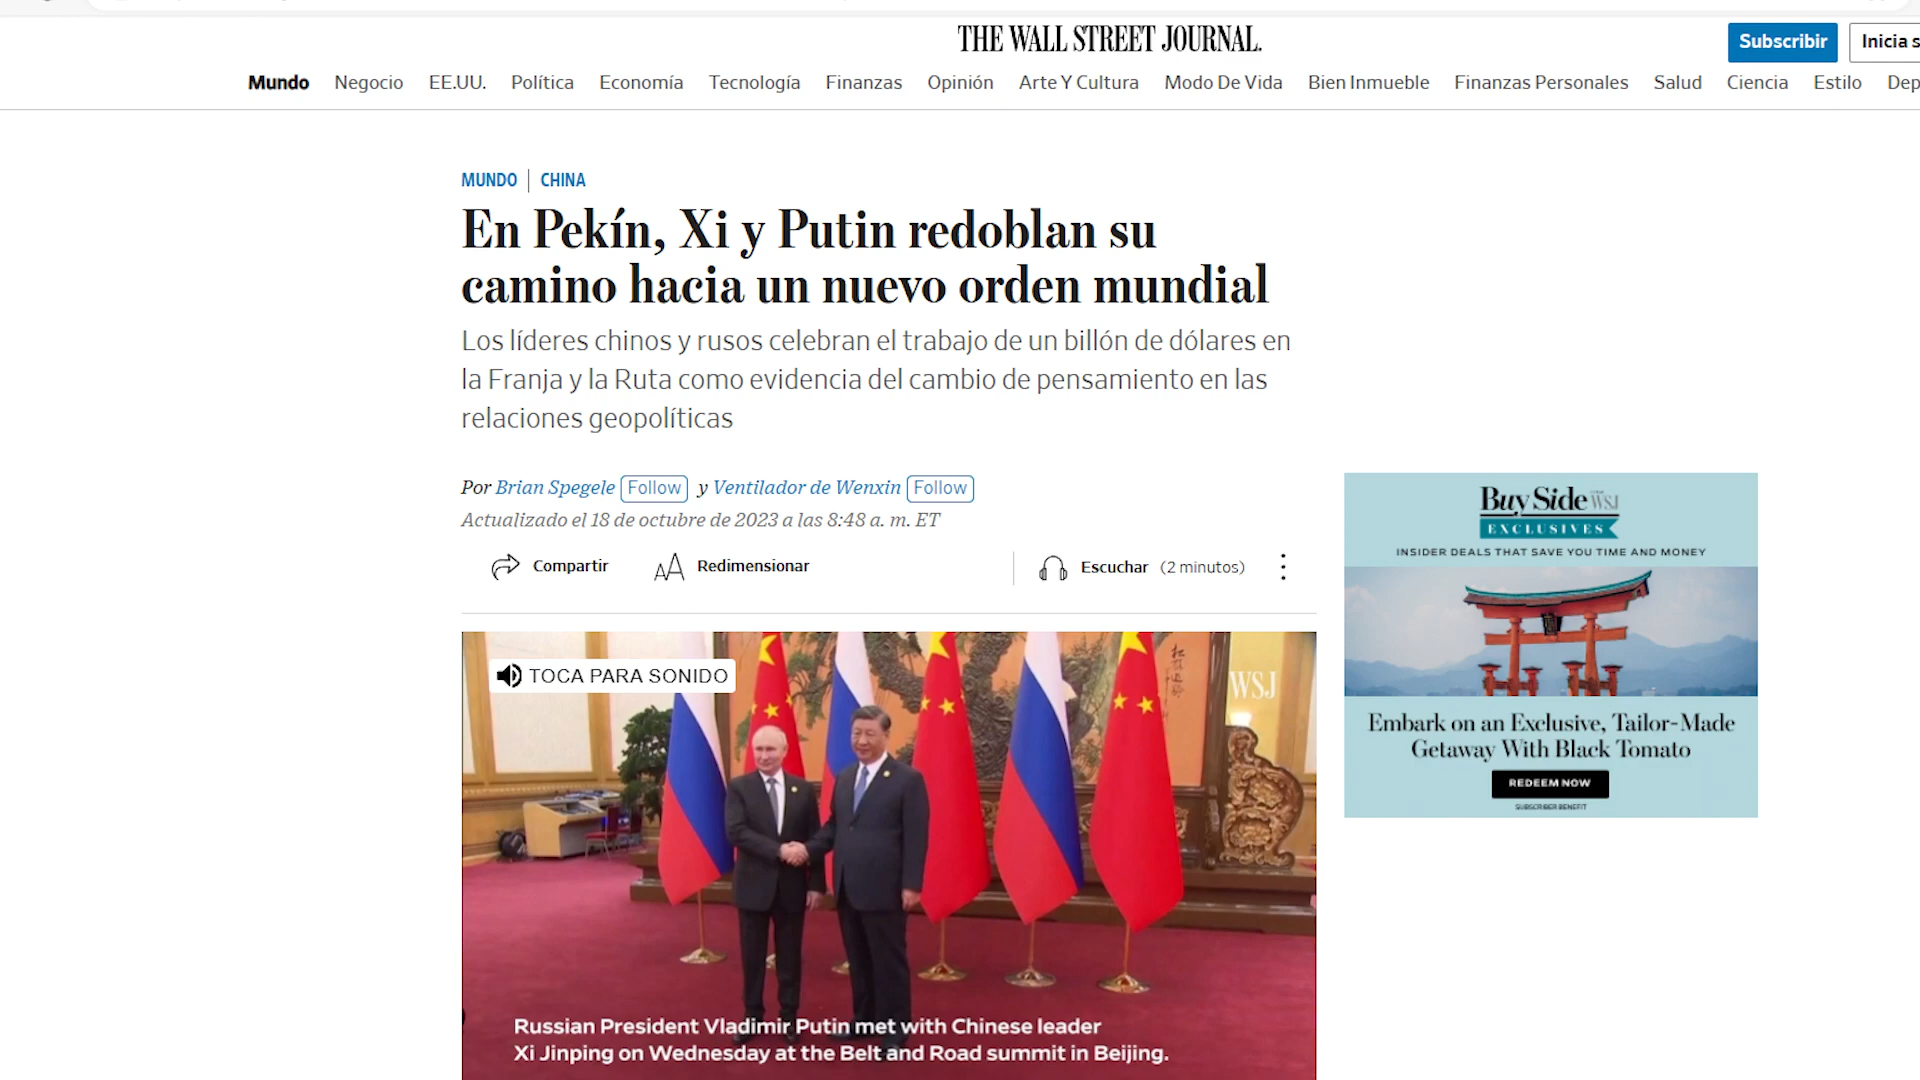 THE WALL STREET JOURNAL.
Subscribir
Inicia s
Mundo Negocio EE.UU. Política Economía Tecnología Finanzas Opinión Arte Y Cultura Modo De Vida Bien Inmueble Finanzas Personales Salud Ciencia Estilo Dep
MUNDO | CHINA
En Pekín, Xi y Putin redoblan su
camino hacia un nuevo orden mundial
Los líderes chinos y rusos celebran el trabajo de un billón de dólares en
la Franja y la Ruta como evidencia del cambio de pensamiento en las
relaciones geopolíticas
Por Brian Spegele Follow y Ventilador de Wenxin Follow
Actualizado el 18 de octubre de 2023 a las 8:48 a. m. ET
Compartir
Redimensionar
Escuchar (2 minutos)
TOCA PARA SONIDO
WSJ
Russian President Vladimir Putin met with Chinese leader
Xi Jinping on Wednesday at the Belt and Road summit in Beijing.
Buy Side WSJ
EXCLUSIVES
INSIDER DEALS THAT SAVE YOU TIME AND MONEY
Embark on an Exclusive, Tailor-Made
Getaway With Black Tomato
REDEEM NOW
SUBSCRIBER BENEFIT